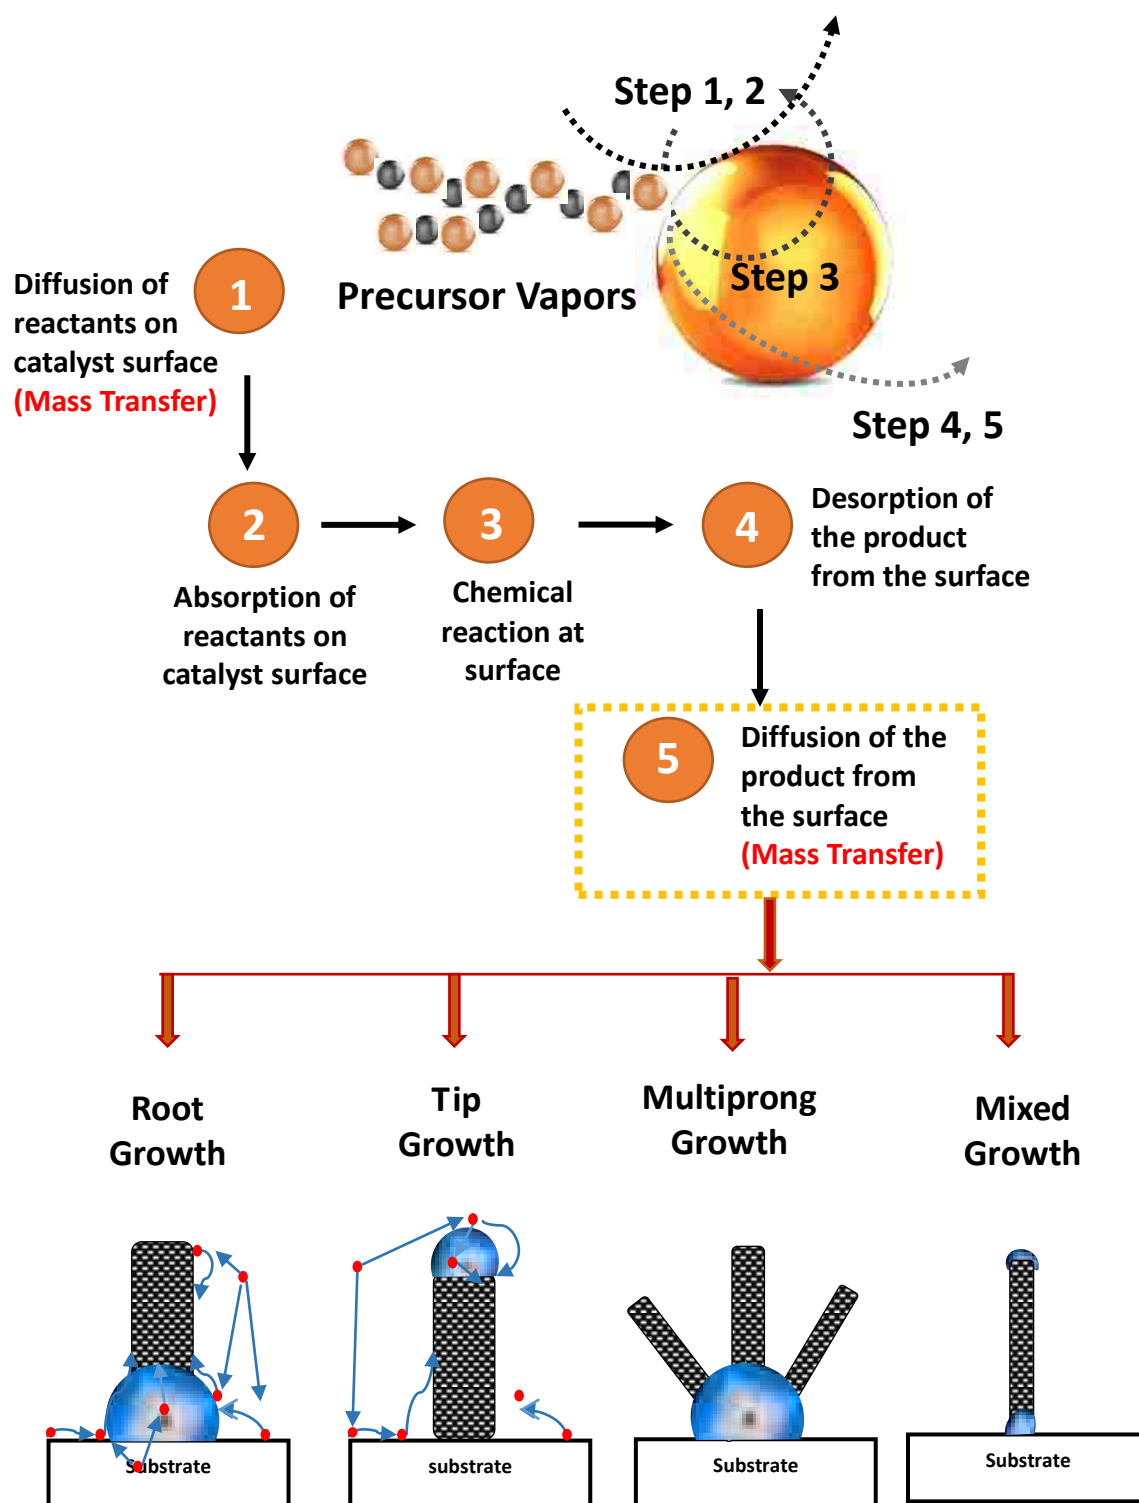 Step 1, 2
Step 3
Precursor Vapors
Step 4, 5
1
Diffusion of
reactants on
catalyst surface
(Mass Transfer)
2
Absorption of
reactants on
catalyst surface
3
Chemical
reaction at
surface
4
Desorption of
the product
from the surface
5
Diffusion of the
product from
the surface
(Mass Transfer)
Root
Growth
Tip
Growth
Multiprong
Growth
Mixed
Growth
Substrate
substrate
Substrate
Substrate